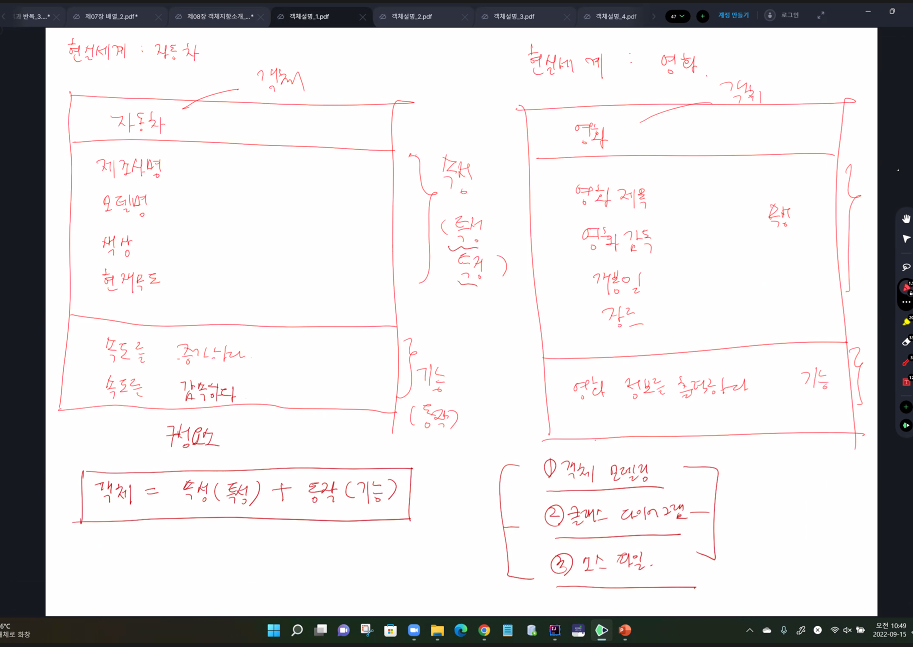 반복_3....*
제07장 배열_2.pdf*
제08장 객체지향소개_...*
객체설명_1.pdf
객체설명_2.pdf
객체설명_3.pdf
객체설명_4.pdf
47
계정 만들기
로그인
현실세계 : 자동차
객체
자동차
제조사명
모델명
색상
현재속도
속성
(특성
특징)
속도를 증가하다
속도를 감속하다
기능
(동작)
구성요소
객체 = 속성(특성) + 동작(기능)
현실세계 : 영화
객체
영화
영화 제목
영화 감독
개봉일
장르
속성
영화 정보를 출력하다
기능
① 객체 모델링
② 클래스 다이어그램
③ 소스 파일.
6°C
대체로 화창
오전 10:49
2022-09-15